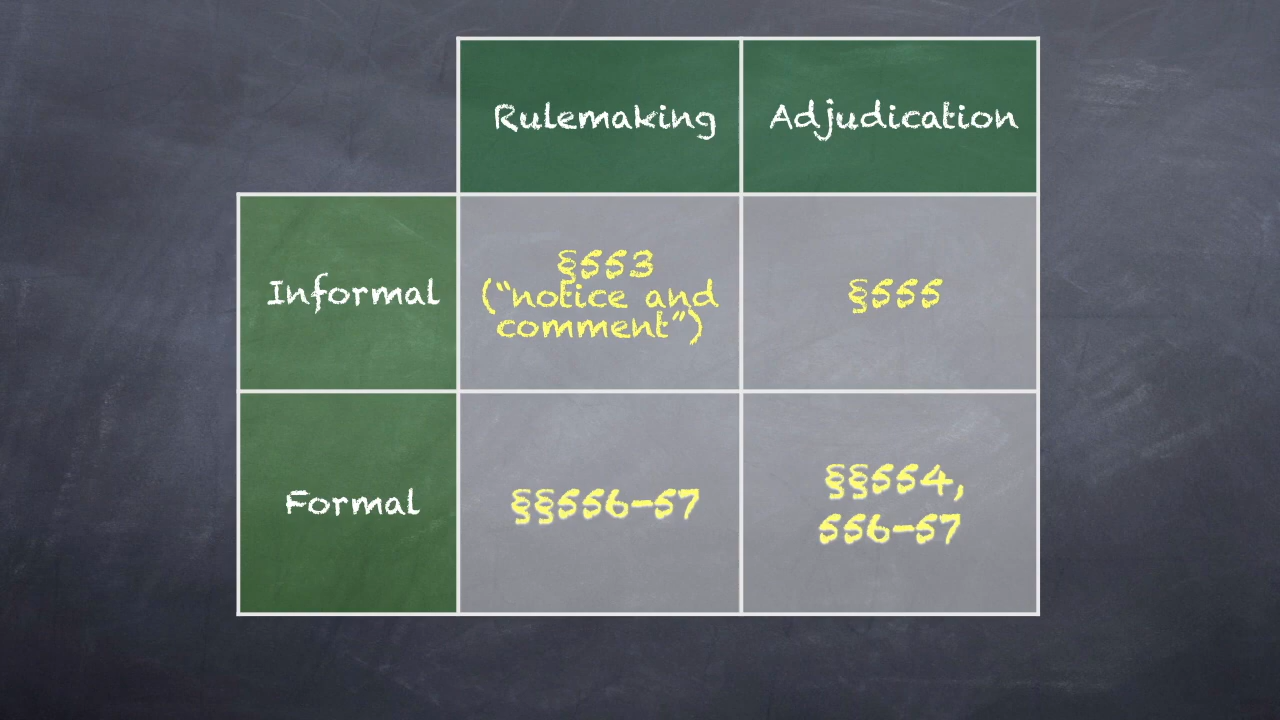 Rulemaking
Adjudication
Informal
§553
("notice and
comment")
§555
Formal
§§556-57
§§554,
556-57